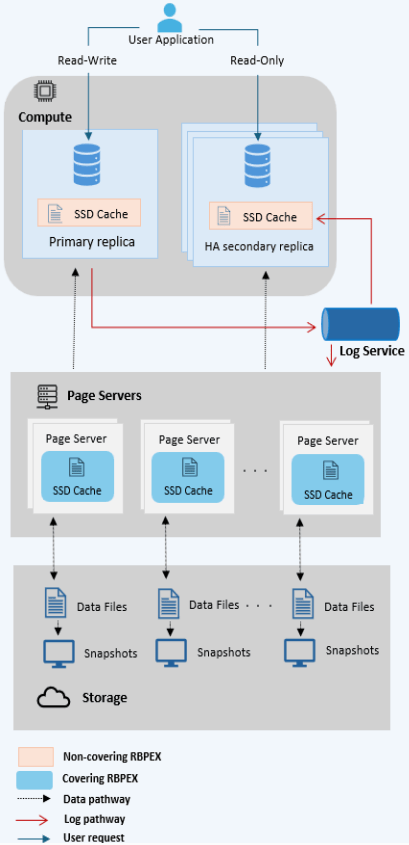 User Application
Read-Write
Read-Only
Compute
SSD Cache
Primary replica
SSD Cache
HA secondary replica
Log Service
Page Servers
Page Server
SSD Cache
Page Server
SSD Cache
. . .
Page Server
SSD Cache
Data Files
Data Files . . .
Data Files
Snapshots
Snapshots
Snapshots
Storage
Non-covering RBPEX
Covering RBPEX
Data pathway
Log pathway
User request